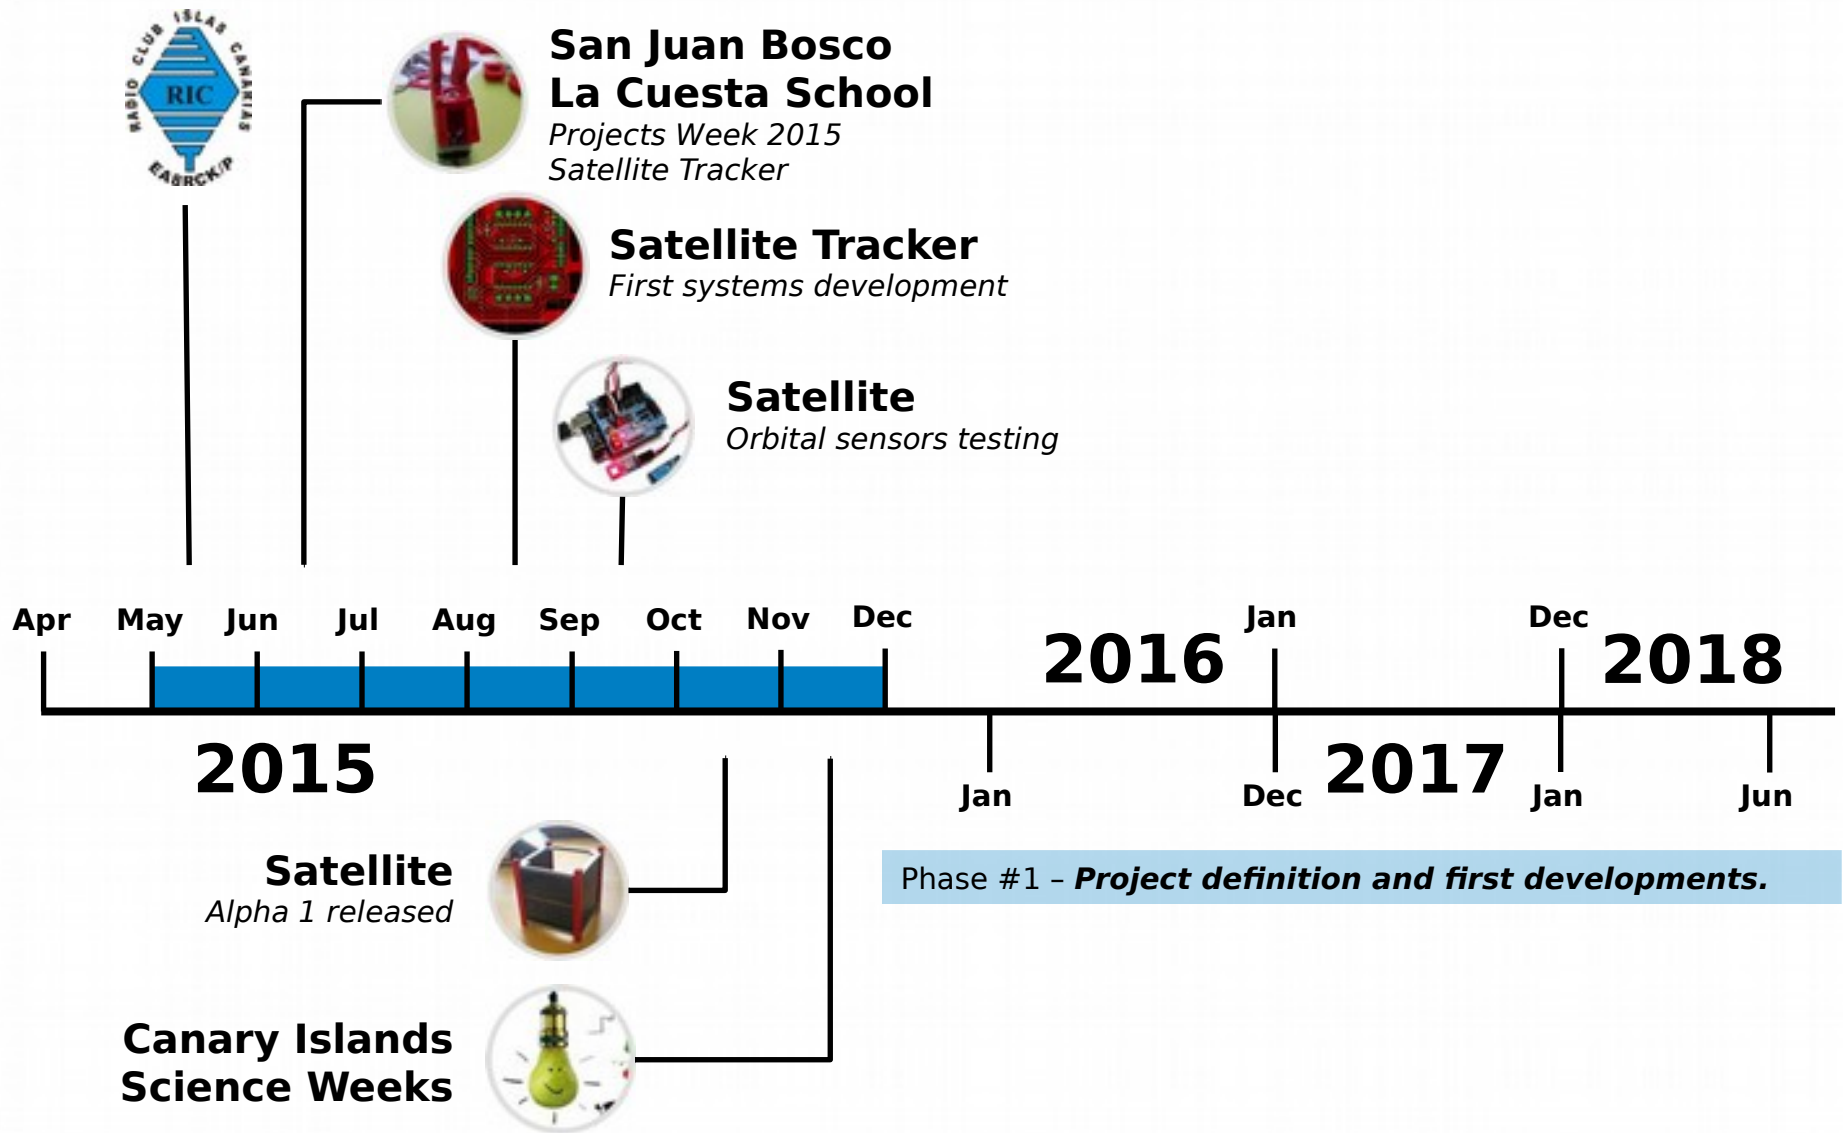 RADIO CLUB ISLAS CANARIAS
RIC
EA8RCK/P
San Juan Bosco
La Cuesta School
Projects Week 2015
Satellite Tracker
Satellite Tracker
First systems development
Satellite
Orbital sensors testing
Apr May Jun Jul Aug Sep Oct Nov Dec Jan Dec
2016 2018
2015 2017
Jan Dec Jan Jun
Satellite
Alpha 1 released
Phase #1 – Project definition and first developments.
Canary Islands
Science Weeks